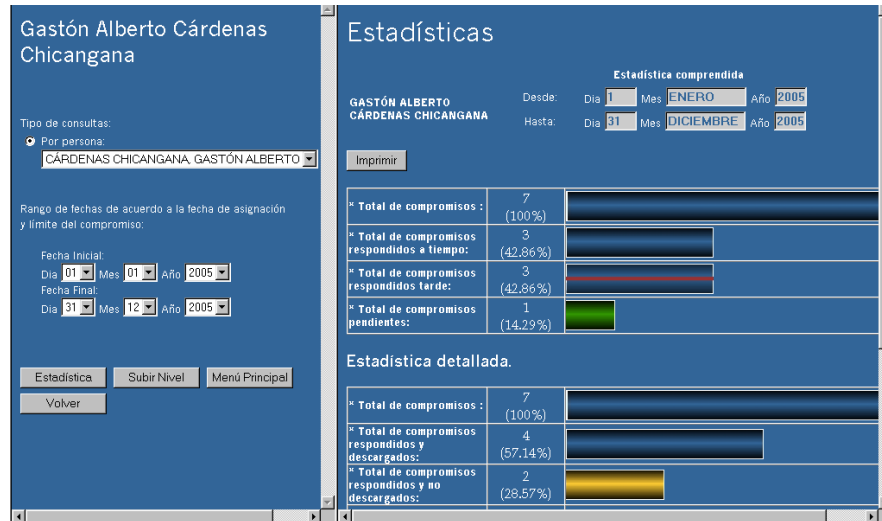 Gastón Alberto Cárdenas
Chicangana
Tipo de consultas:
Por persona:
CÁRDENAS CHICANGANA, GASTÓN ALBERTO
Rango de fechas de acuerdo a la fecha de asignación
y límite del compromiso:
Fecha Inicial:
Dia 01 Mes 01 Año 2005
Fecha Final:
Dia 31 Mes 12 Año 2005
Estadística Subir Nivel Menú Principal
Volver
Estadísticas
Estadística comprendida
GASTÓN ALBERTO
CÁRDENAS CHICANGANA
Desde: Dia 1 Mes ENERO Año 2005
Hasta: Dia 31 Mes DICIEMBRE Año 2005
Imprimir
* Total de compromisos :
7
(100%)
* Total de compromisos
respondidos a tiempo:
3
(42.86%)
* Total de compromisos
respondidos tarde:
3
(42.86%)
* Total de compromisos
pendientes:
1
(14.29%)
Estadística detallada.
* Total de compromisos :
7
(100%)
* Total de compromisos
respondidos y
descargados:
4
(57.14%)
* Total de compromisos
respondidos y no
descargados:
2
(28.57%)